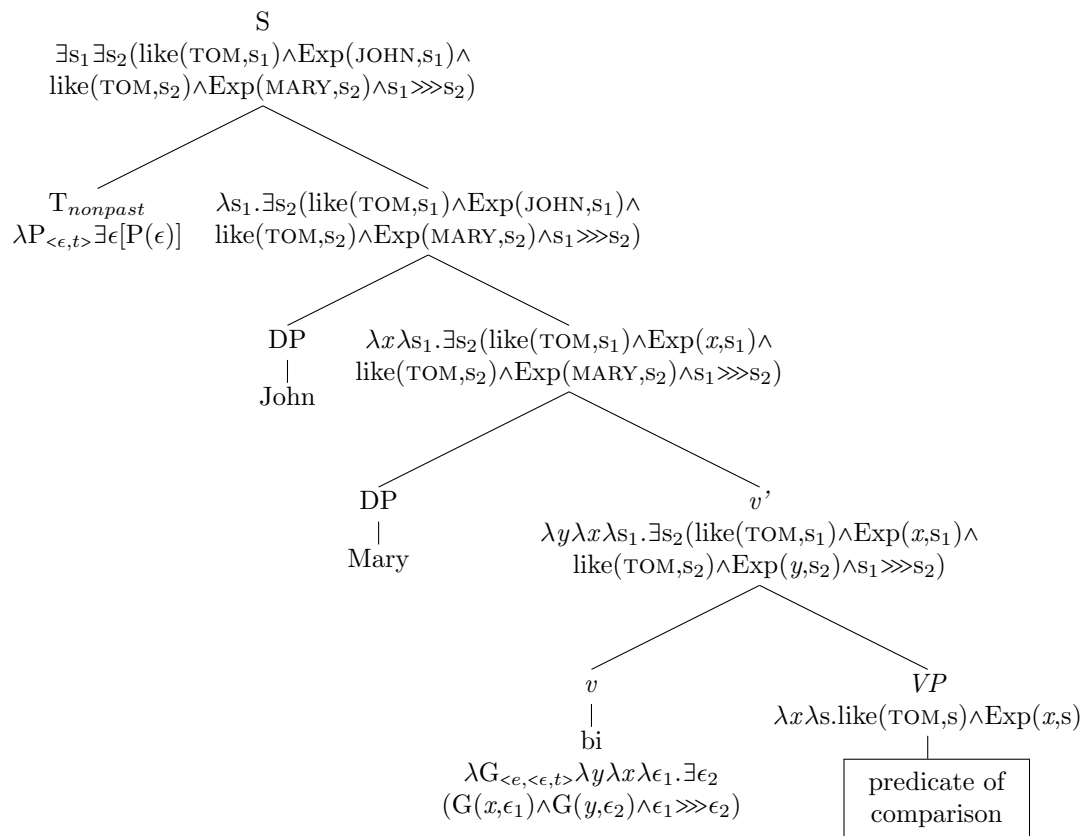 S
∃s₁∃s₂(like(TOM,s₁)∧Exp(JOHN,s₁)∧
like(TOM,s₂)∧Exp(MARY,s₂)∧s₁⋙s₂)
T_nonpast
λP_<ϵ,t>∃ϵ[P(ϵ)]
λs₁.∃s₂(like(TOM,s₁)∧Exp(JOHN,s₁)∧
like(TOM,s₂)∧Exp(MARY,s₂)∧s₁⋙s₂)
DP
John
λxλs₁.∃s₂(like(TOM,s₁)∧Exp(x,s₁)∧
like(TOM,s₂)∧Exp(MARY,s₂)∧s₁⋙s₂)
DP
Mary
v'
λyλxλs₁.∃s₂(like(TOM,s₁)∧Exp(x,s₁)∧
like(TOM,s₂)∧Exp(y,s₂)∧s₁⋙s₂)
v
bi
λG_<e,<ϵ,t>λyλxλϵ₁.∃ϵ₂
(G(x,ϵ₁)∧G(y,ϵ₂)∧ϵ₁⋙ϵ₂)
VP
λxλs.like(TOM,s)∧Exp(x,s)
predicate of
comparison